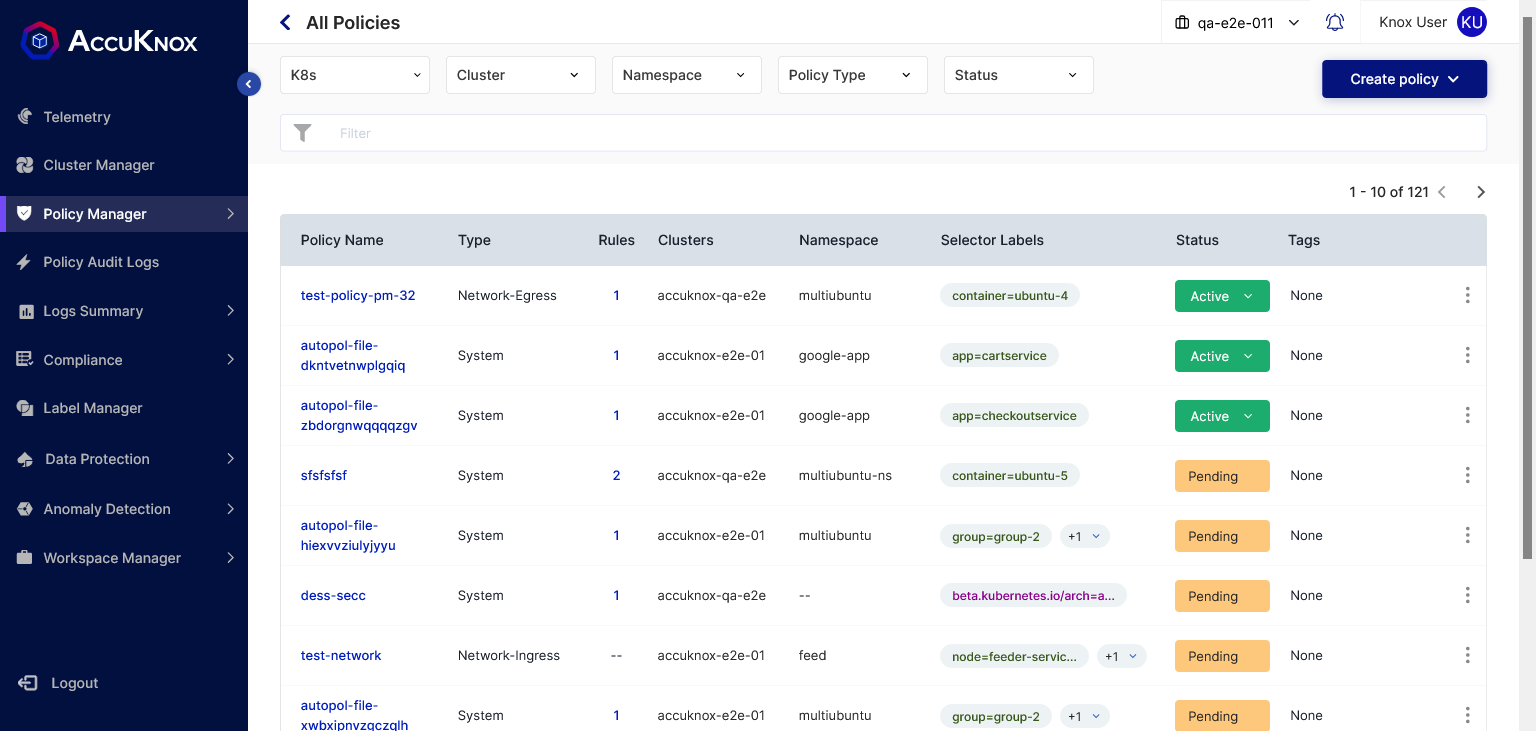 ACCUKNOX
Telemetry
Cluster Manager
Policy Manager
Policy Audit Logs
Logs Summary
Compliance
Label Manager
Data Protection
Anomaly Detection
Workspace Manager
Logout
All Policies
qa-e2e-011
Knox User KU
K8s Cluster Namespace Policy Type Status
Create policy
Filter
1 - 10 of 121
Policy Name Type Rules Clusters Namespace Selector Labels Status Tags
test-policy-pm-32 Network-Egress 1 accuknox-qa-e2e multiubuntu container=ubuntu-4 Active None
autopol-file-
dkntvetnwplgqiq System 1 accuknox-e2e-01 google-app app=cartservice Active None
autopol-file-
zbdorgnwqqqqzgv System 1 accuknox-e2e-01 google-app app=checkoutservice Active None
sfsfsfsf System 2 accuknox-qa-e2e multiubuntu-ns container=ubuntu-5 Pending None
autopol-file-
hiexvvziulyjyyu System 1 accuknox-e2e-01 multiubuntu group=group-2 +1 Pending None
dess-secc System 1 accuknox-qa-e2e -- beta.kubernetes.io/arch=a... Pending None
test-network Network-Ingress -- accuknox-e2e-01 feed node=feeder-servic... +1 Pending None
autopol-file-
xwbxjpnvzgczglh System 1 accuknox-e2e-01 multiubuntu group=group-2 +1 Pending None